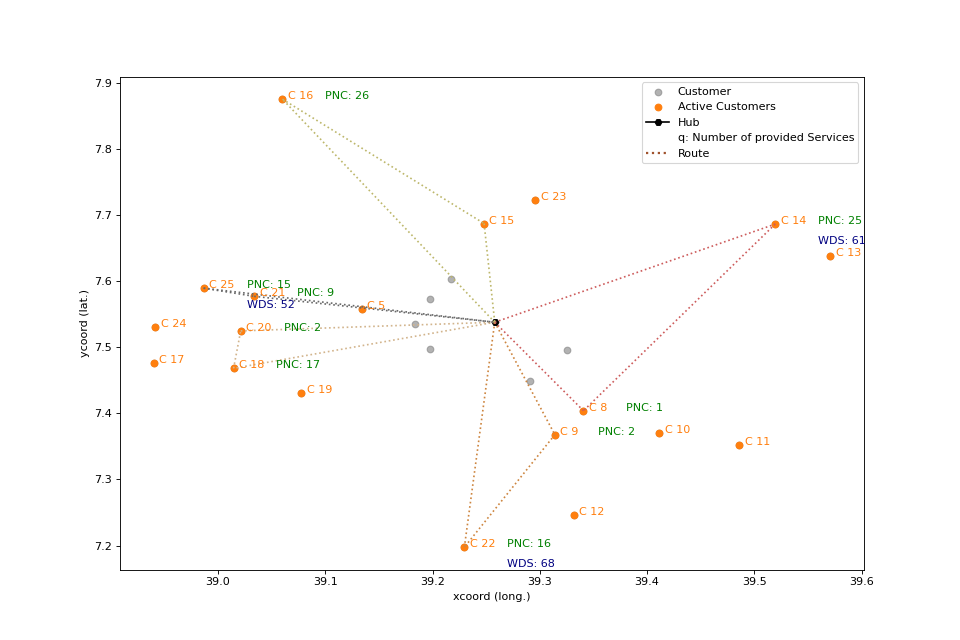 7.9
7.8
7.7
7.6
7.5
7.4
7.3
7.2
ycoord (lat.)
39.0
39.1
39.2
39.3
39.4
39.5
39.6
xcoord (long.)
Customer
Active Customers
Hub
q: Number of provided Services
Route
C 16 PNC: 26
C 23
C 15
C 14 PNC: 25
WDS: 61
C 13
C 25 PNC: 15
C 21 PNC: 9
WDS: 52
C 5
C 24
C 20 PNC: 2
C 17
C 18 PNC: 17
C 19
C 8 PNC: 1
C 9 PNC: 2
C 10
C 11
C 12
C 22 PNC: 16
WDS: 68